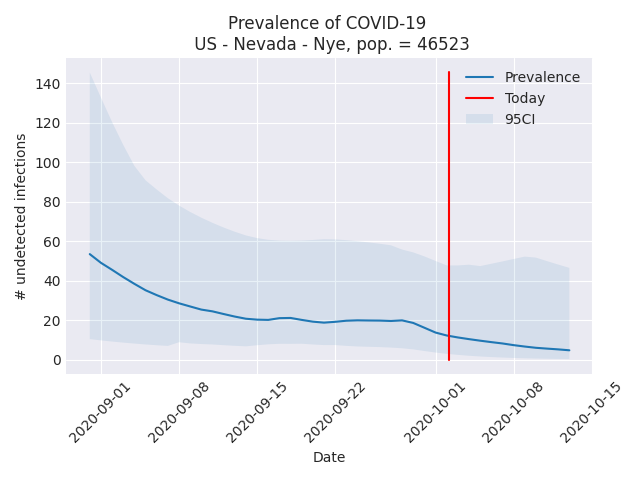 Prevalence of COVID-19
US - Nevada - Nye, pop. = 46523
Prevalence
Today
95CI
140
120
100
80
60
40
20
0
# undetected infections
2020-09-01
2020-09-08
2020-09-15
2020-09-22
2020-10-01
2020-10-08
2020-10-15
Date